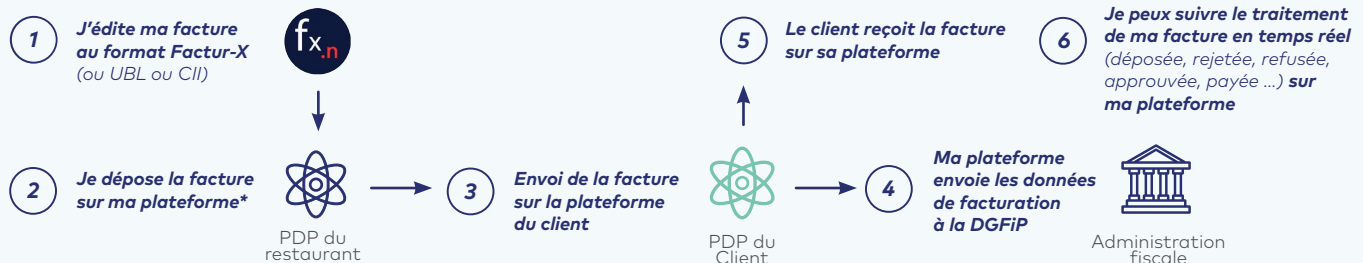 1
J'édite ma facture
au format Factur-X
(ou UBL ou CII)
fx.n
2
Je dépose la facture
sur ma plateforme*
PDP du
restaurant
3
Envoi de la facture
sur la plateforme
du client
PDP du
Client
5
Le client reçoit la facture
sur sa plateforme
4
Ma plateforme
envoie les données
de facturation
à la DGFiP
Administration
fiscale
6
Je peux suivre le traitement
de ma facture en temps réel
(déposée, rejetée, refusée,
approuvée, payée ...) sur
ma plateforme